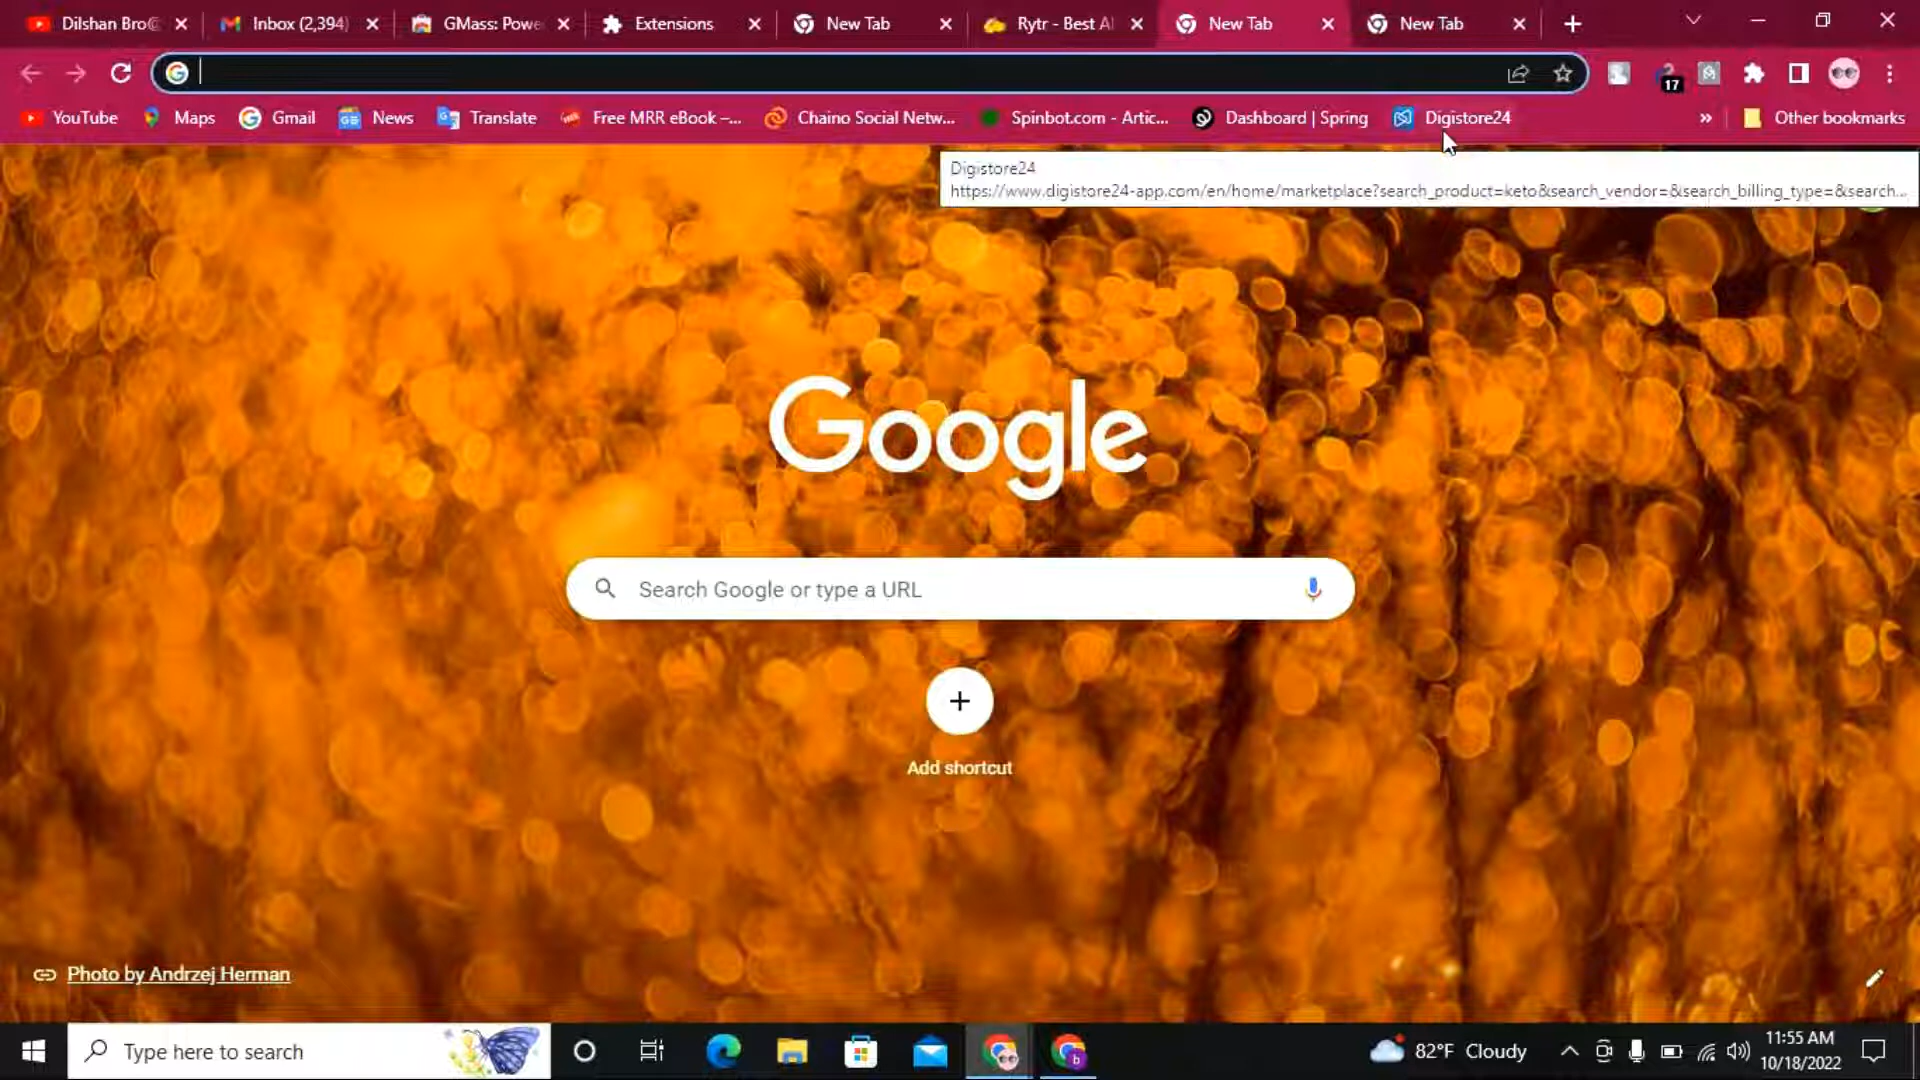 Dilshan Bro
Inbox (2,394)
GMass: Powe
Extensions
New Tab
Rytr - Best AI
New Tab
New Tab
17
YouTube
Maps
Gmail
News
Translate
Free MRR eBook –...
Chaino Social Netw...
Spinbot.com - Artic...
Dashboard | Spring
Digistore24
»
Other bookmarks
Digistore24
https://www.digistore24-app.com/en/home/marketplace?search_product=keto&search_vendor=&search_billing_type=&search...
Google
Search Google or type a URL
Add shortcut
Photo by Andrzej Herman
Type here to search
b
82°F Cloudy
11:55 AM
10/18/2022